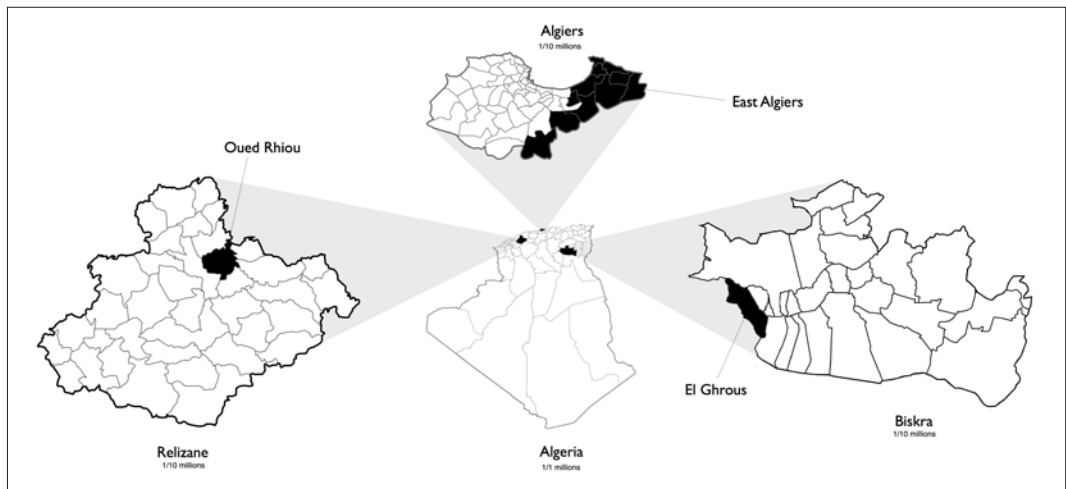 Algiers
1/10 millions
East Algiers
Oued Rhiou
El Ghrous
Biskra
1/10 millions
Relizane
1/10 millions
Algeria
1/1 millions